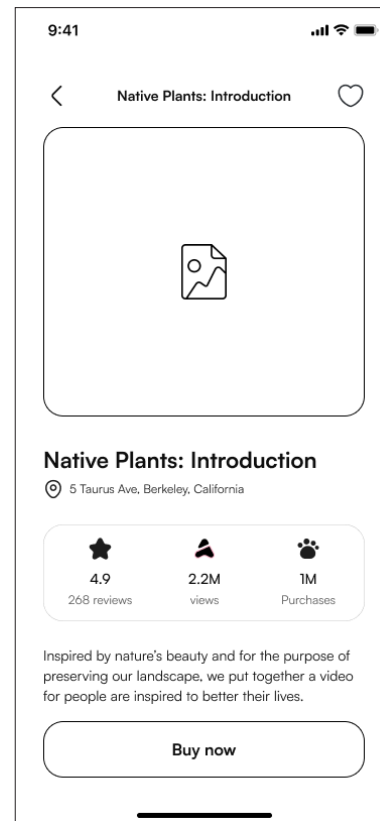 9:41
Native Plants: Introduction
Native Plants: Introduction
5 Taurus Ave, Berkeley, California
4.9
2.2M
1M
268 reviews
views
Purchases
Inspired by nature's beauty and for the purpose of
preserving our landscape, we put together a video
for people are inspired to better their lives.
Buy now